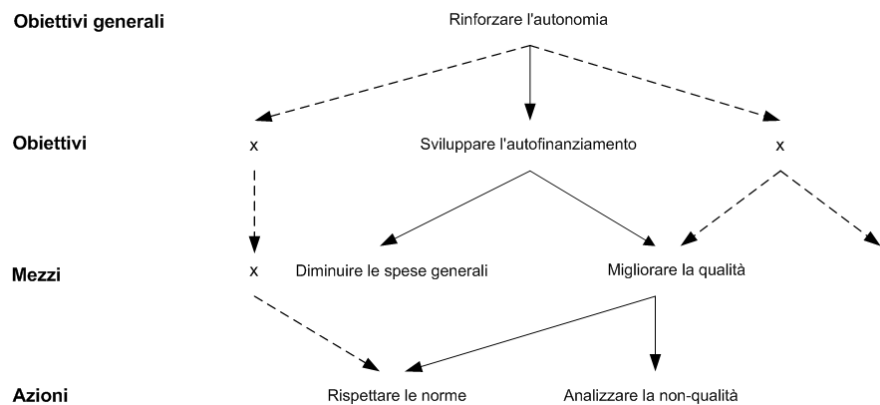 Obiettivi generali
Rinforzare l'autonomia
Obiettivi
x
Sviluppare l'autofinanziamento
x
Mezzi
x
Diminuire le spese generali
Migliorare la qualità
Azioni
Rispettare le norme
Analizzare la non-qualità